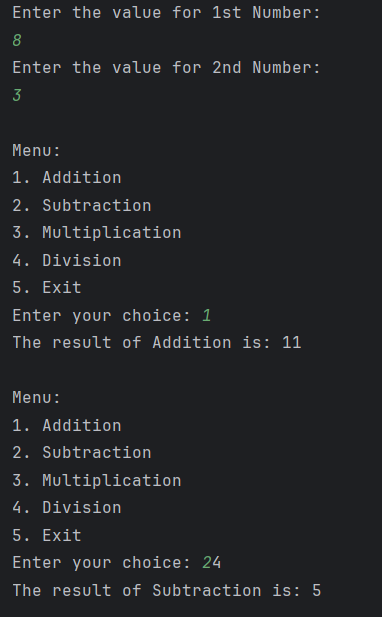 Enter the value for 1st Number:
8
Enter the value for 2nd Number:
3
Menu:
1. Addition
2. Subtraction
3. Multiplication
4. Division
5. Exit
Enter your choice: 1
The result of Addition is: 11
Menu:
1. Addition
2. Subtraction
3. Multiplication
4. Division
5. Exit
Enter your choice: 24
The result of Subtraction is: 5